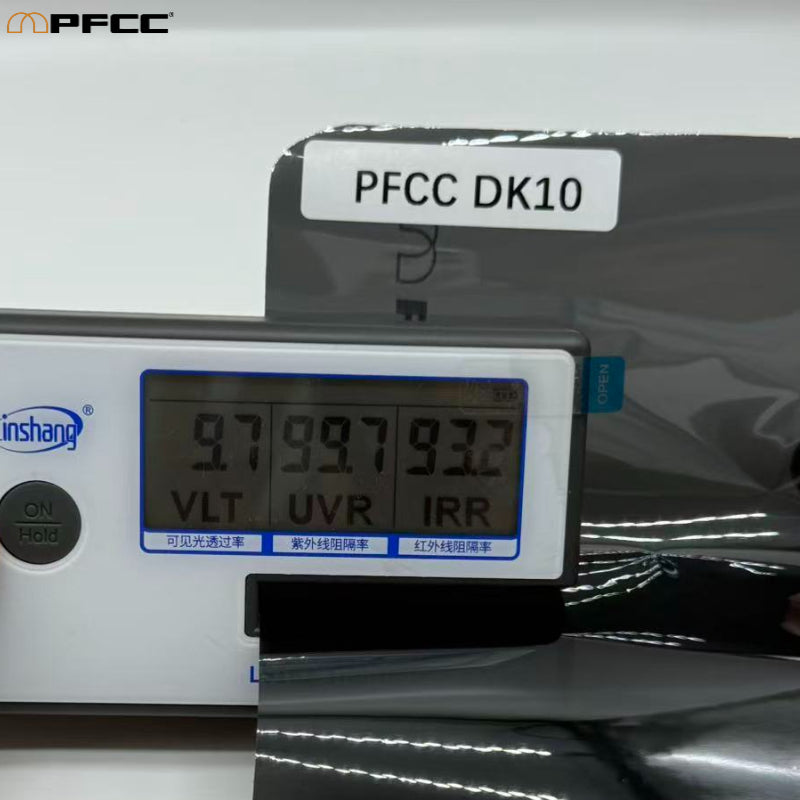 PFCC®
PFCC DK10
OPEN
inshang®
9.7 99.7 93.2
VLT UVR IRR
ON
Hold
可见光透过率 紫外线阻隔率 红外线阻隔率